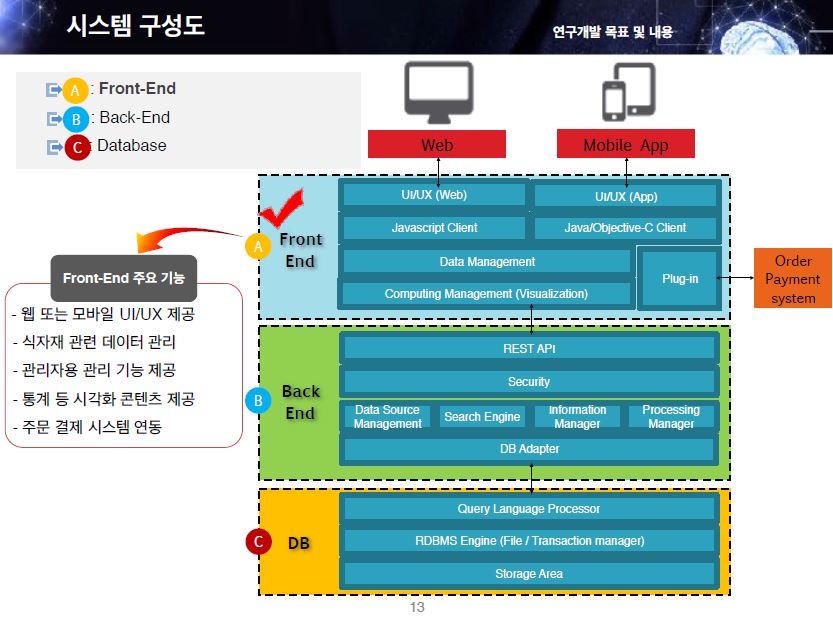 시스템 구성도
연구개발 목표 및 내용
A : Front-End
B : Back-End
C : Database
Web
Mobile App
A
Front
End
UI/UX (Web)
UI/UX (App)
Javascript Client
Java/Objective-C Client
Data Management
Computing Management (Visualization)
Plug-in
Order
Payment
system
Front-End 주요 기능
- 웹 또는 모바일 UI/UX 제공
- 식자재 관련 데이터 관리
- 관리자용 관리 기능 제공
- 통계 등 시각화 콘텐츠 제공
- 주문 결제 시스템 연동
B
Back
End
REST API
Security
Data Source
Management
Search Engine
Information
Manager
Processing
Manager
DB Adapter
C
DB
Query Language Processor
RDBMS Engine (File / Transaction manager)
Storage Area
13